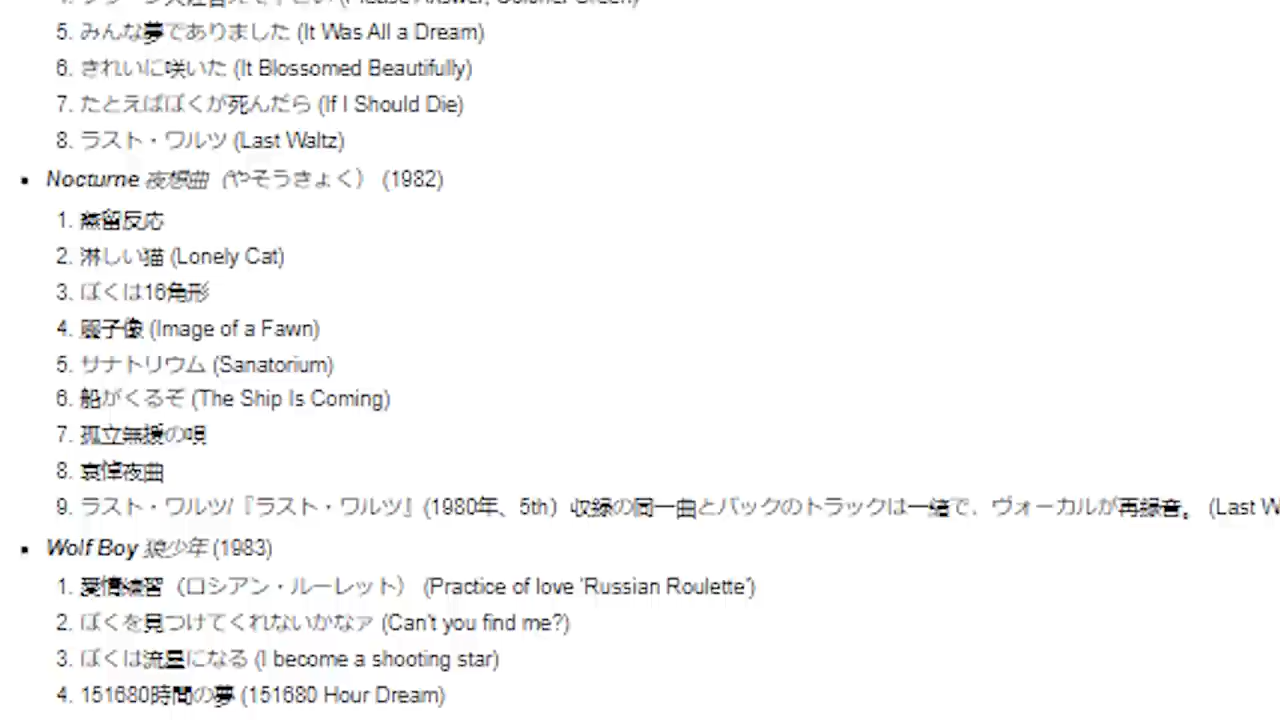 5. みんな夢でありました (It Was All a Dream)
6. きれいに咲いた (It Blossomed Beautifully)
7. たとえばぼくが死んだら (If I Should Die)
8. ラスト・ワルツ (Last Waltz)
• Nocturne 夜想曲 (やそうきょく) (1982)
1. 蒸留反応
2. 淋しい猫 (Lonely Cat)
3. ぼくは16角形
4. 子像 (Image of a Fawn)
5. サナトリウム (Sanatorium)
6. 船がくるぞ (The Ship Is Coming)
7. 孤立無援の唄
8. 哀悼夜曲
9. ラスト・ワルツ/『ラスト・ワルツ』(1980年、5th) 収録の同一曲とバックのトラックは一緒で、ヴォーカルが再録音。 (Last W
• Wolf Boy 狼少年 (1983)
1. 愛情練習 (ロシアン・ルーレット) (Practice of love 'Russian Roulette')
2. ぼくを見つけてくれないかなァ (Can't you find me?)
3. ぼくは流星になる (I become a shooting star)
4. 151680時間の夢 (151680 Hour Dream)